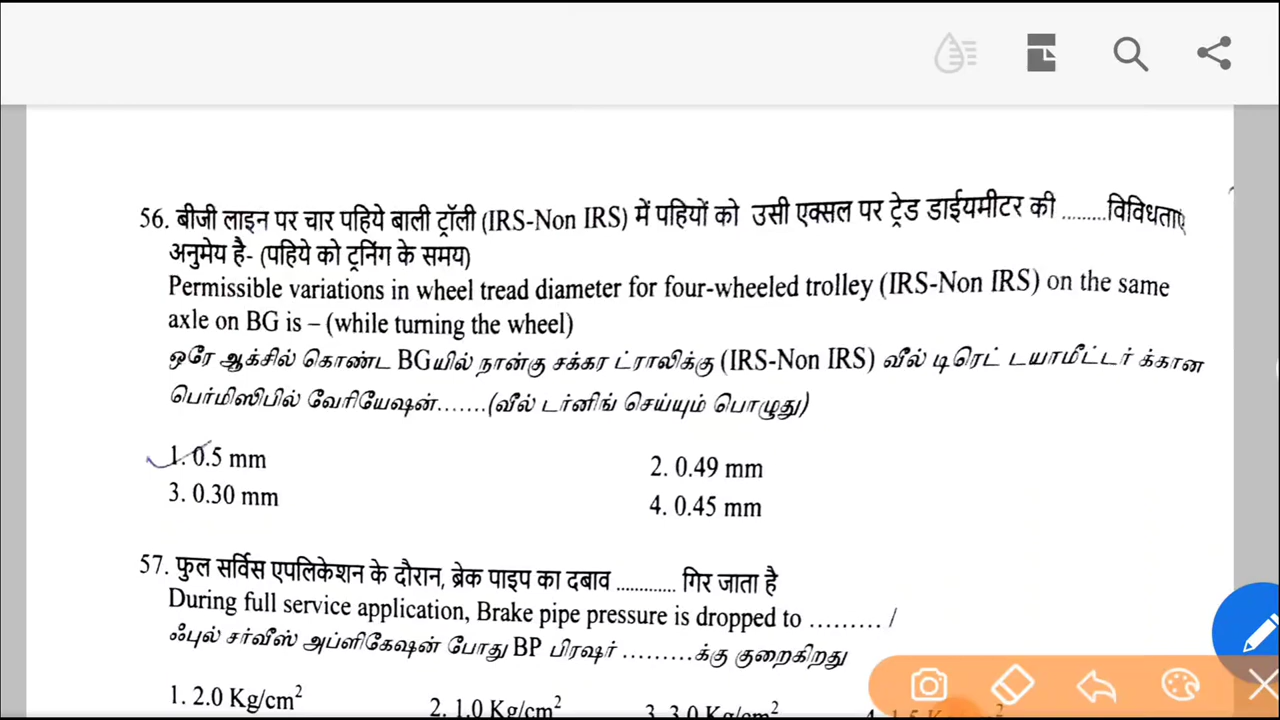 56. बीजी लाइन पर चार पहिये बाली ट्रॉली (IRS-Non IRS) में पहियों को उसी एक्सल पर ट्रेड डाईयमीटर की ........विविधताएं
अनुमेय है- (पहिये को ट्रनिंग के समय)
Permissible variations in wheel tread diameter for four-wheeled trolley (IRS-Non IRS) on the same
axle on BG is – (while turning the wheel)
ஒரே ஆக்சில் கொண்ட BGயில் நான்கு சக்கர ட்ராலிக்கு (IRS-Non IRS) வீல் டிரெட் டயாமீட்டர் க்கான
பெர்மிஸிபில் வேரியேஷன்.......(வீல் டர்னிங் செய்யும் பொழுது)
1. 0.5 mm
2. 0.49 mm
3. 0.30 mm
4. 0.45 mm
57. फुल सर्विस एपलिकेशन के दौरान, ब्रेक पाइप का दबाव ............ गिर जाता है
During full service application, Brake pipe pressure is dropped to ......... /
ஃபுல் சர்வீஸ் அப்ளிகேஷன் போது BP பிரஷர் .........க்கு குறைகிறது
1. 2.0 Kg/cm²
2. 1.0 Kg/cm²
3. 3.0 Kg/cm²